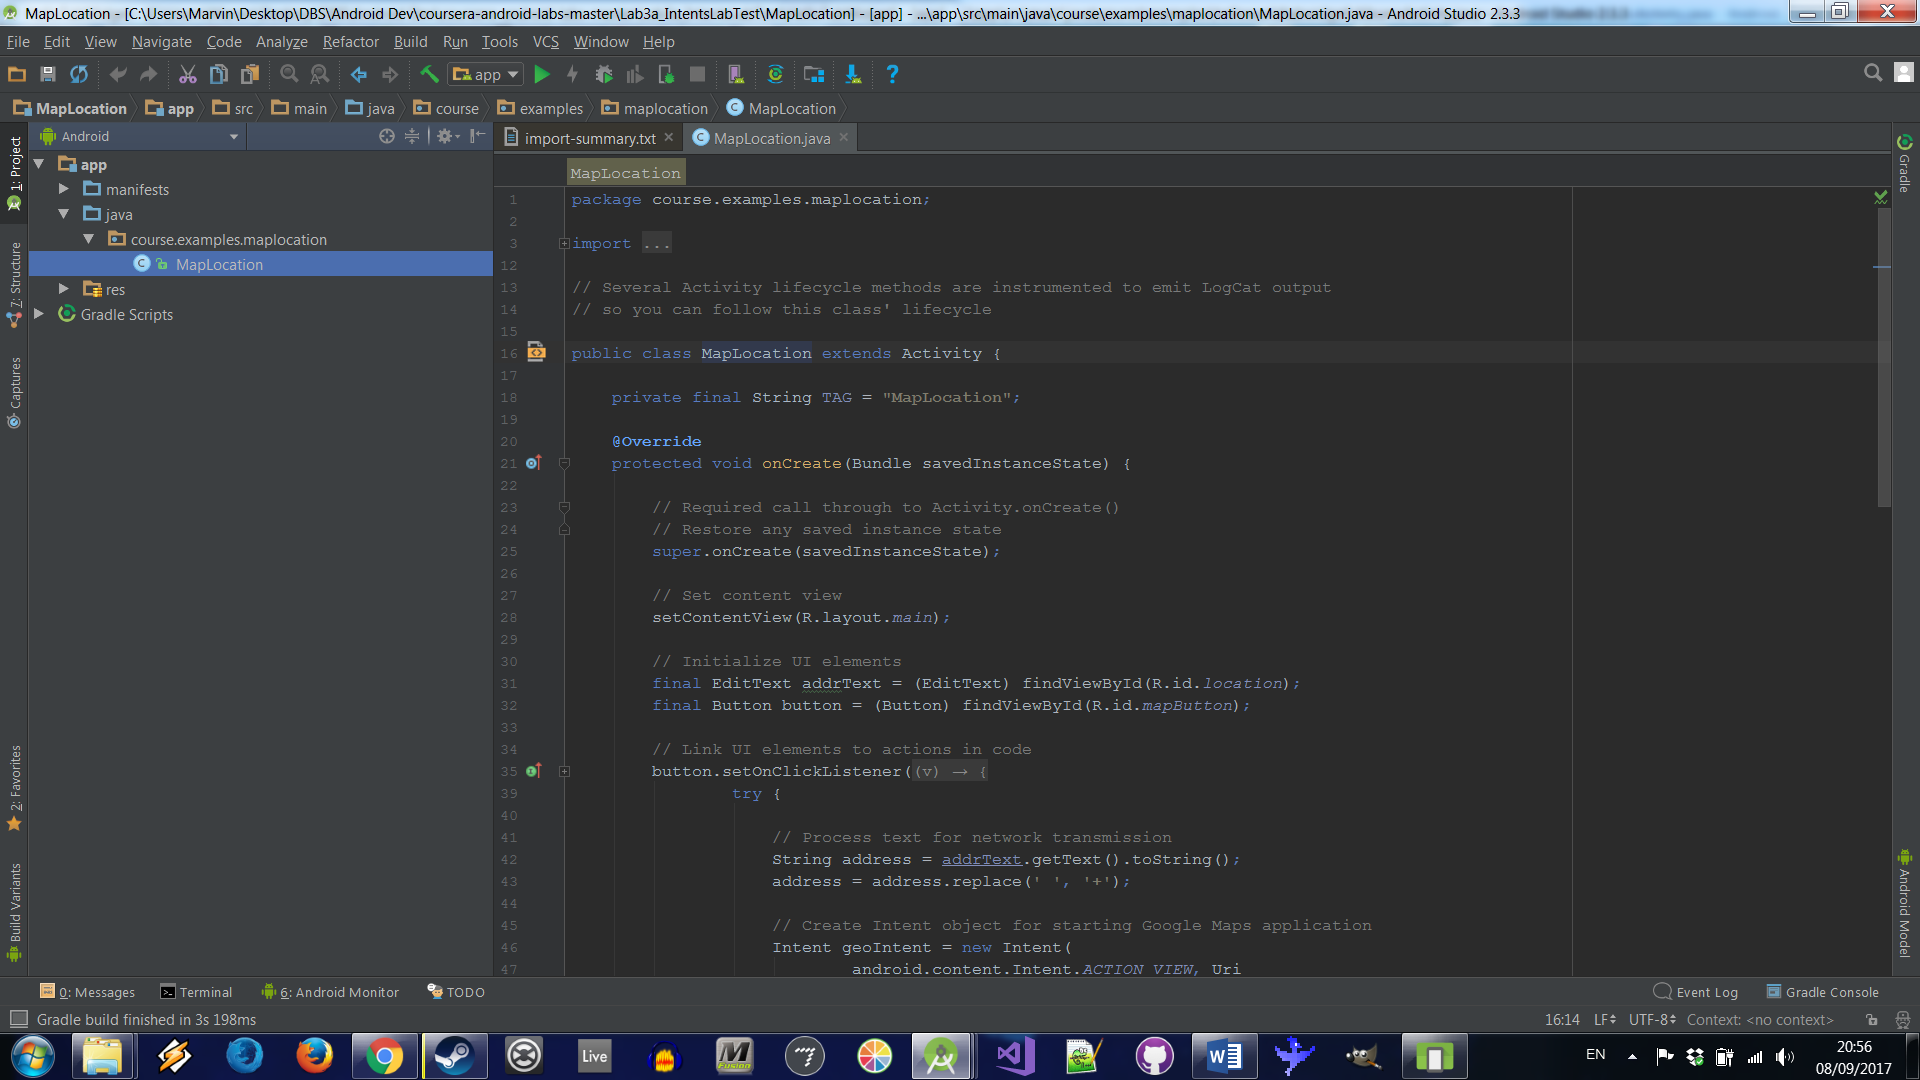 MapLocation - [C:\Users\Marvin\Desktop\DBS\Android Dev\coursera-android-labs-master\Lab3a_IntentsLabTest\MapLocation] - [app] - ...\app\src\main\java\course\examples\maplocation\MapLocation.java - Android Studio 2.3.3
File Edit View Navigate Code Analyze Refactor Build Run Tools VCS Window Help
app
MapLocation app src main java course examples maplocation MapLocation
Android
import-summary.txt MapLocation.java
1: Project
7: Structure
Captures
2: Favorites
Build Variants
app
manifests
java
course.examples.maplocation
MapLocation
res
Gradle Scripts
MapLocation
1 package course.examples.maplocation;
2
3 import ...
12
13 // Several Activity lifecycle methods are instrumented to emit LogCat output
14 // so you can follow this class' lifecycle
15
16 public class MapLocation extends Activity {
17
18 private final String TAG = "MapLocation";
19
20 @Override
21 protected void onCreate(Bundle savedInstanceState) {
22
23 // Required call through to Activity.onCreate()
24 // Restore any saved instance state
25 super.onCreate(savedInstanceState);
26
27 // Set content view
28 setContentView(R.layout.main);
29
30 // Initialize UI elements
31 final EditText addrText = (EditText) findViewById(R.id.location);
32 final Button button = (Button) findViewById(R.id.mapButton);
33
34 // Link UI elements to actions in code
35 button.setOnClickListener((v) → {
39 try {
40
41 // Process text for network transmission
42 String address = addrText.getText().toString();
43 address = address.replace(' ', '+');
44
45 // Create Intent object for starting Google Maps application
46 Intent geoIntent = new Intent(
47 android.content.Intent.ACTION_VIEW, Uri
Gradle
Android Model
0: Messages Terminal 6: Android Monitor TODO Event Log Gradle Console
Gradle build finished in 3s 198ms 16:14 LF UTF-8 Context: <no context>
Live
Fusion
EN
20:56
08/09/2017